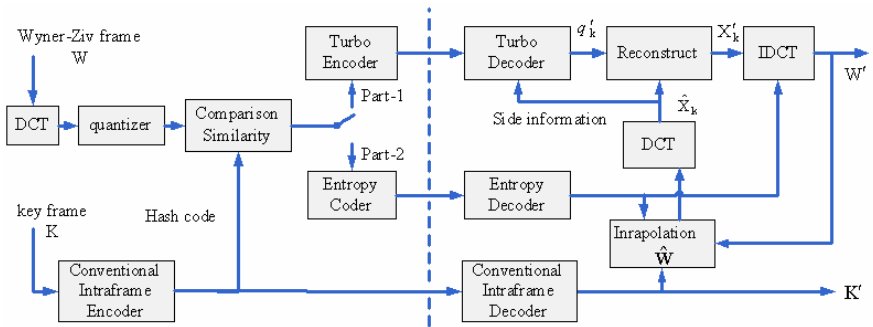 Wyner-Ziv frame
W
DCT
quantizer
Comparison
Similarity
Turbo
Encoder
Part-1
Part-2
Entropy
Coder
Hash code
key frame
K
Conventional
Intraframe
Encoder
Turbo
Decoder
q′k
Reconstruct
X′k
IDCT
W′
Side information
X̂k
DCT
Entropy
Decoder
Inrapolation
Ŵ
Conventional
Intraframe
Decoder
K′